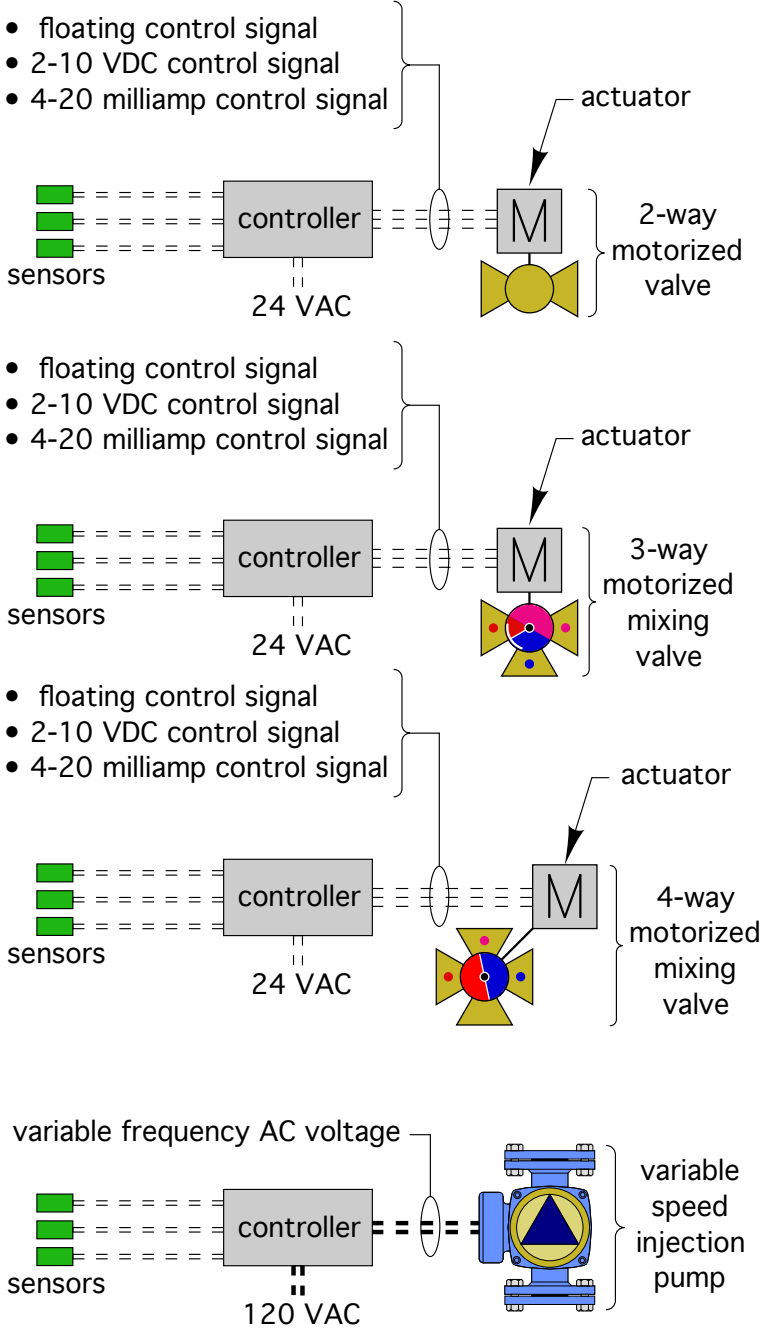 • floating control signal
• 2-10 VDC control signal
• 4-20 milliamp control signal
actuator
controller
M
2-way
motorized
valve
sensors
24 VAC
• floating control signal
• 2-10 VDC control signal
• 4-20 milliamp control signal
actuator
controller
M
3-way
motorized
mixing
valve
sensors
24 VAC
• floating control signal
• 2-10 VDC control signal
• 4-20 milliamp control signal
actuator
controller
M
4-way
motorized
mixing
valve
sensors
24 VAC
variable frequency AC voltage
controller
variable
speed
injection
pump
sensors
120 VAC